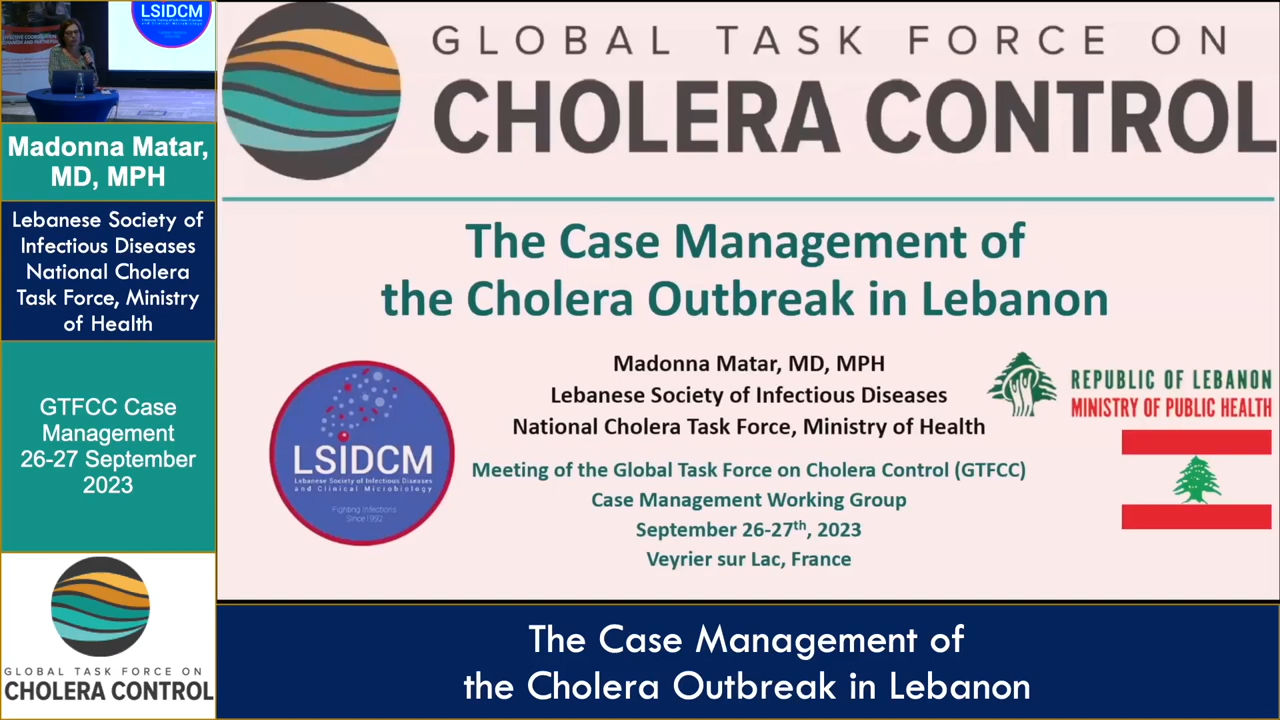 LSIDCM
Madonna Matar,
MD, MPH
Lebanese Society of
Infectious Diseases
National Cholera
Task Force, Ministry
of Health
GTFCC Case
Management
26-27 September
2023
GLOBAL TASK FORCE ON
CHOLERA CONTROL
GLOBAL TASK FORCE ON
CHOLERA CONTROL
The Case Management of
the Cholera Outbreak in Lebanon
Madonna Matar, MD, MPH
Lebanese Society of Infectious Diseases
National Cholera Task Force, Ministry of Health
Meeting of the Global Task Force on Cholera Control (GTFCC)
Case Management Working Group
September 26-27th, 2023
Veyrier sur Lac, France
LSIDCM
Lebanese Society of Infectious Diseases
and Clinical Microbiology
Fighting Infections
Since 1992
REPUBLIC OF LEBANON
MINISTRY OF PUBLIC HEALTH
The Case Management of
the Cholera Outbreak in Lebanon